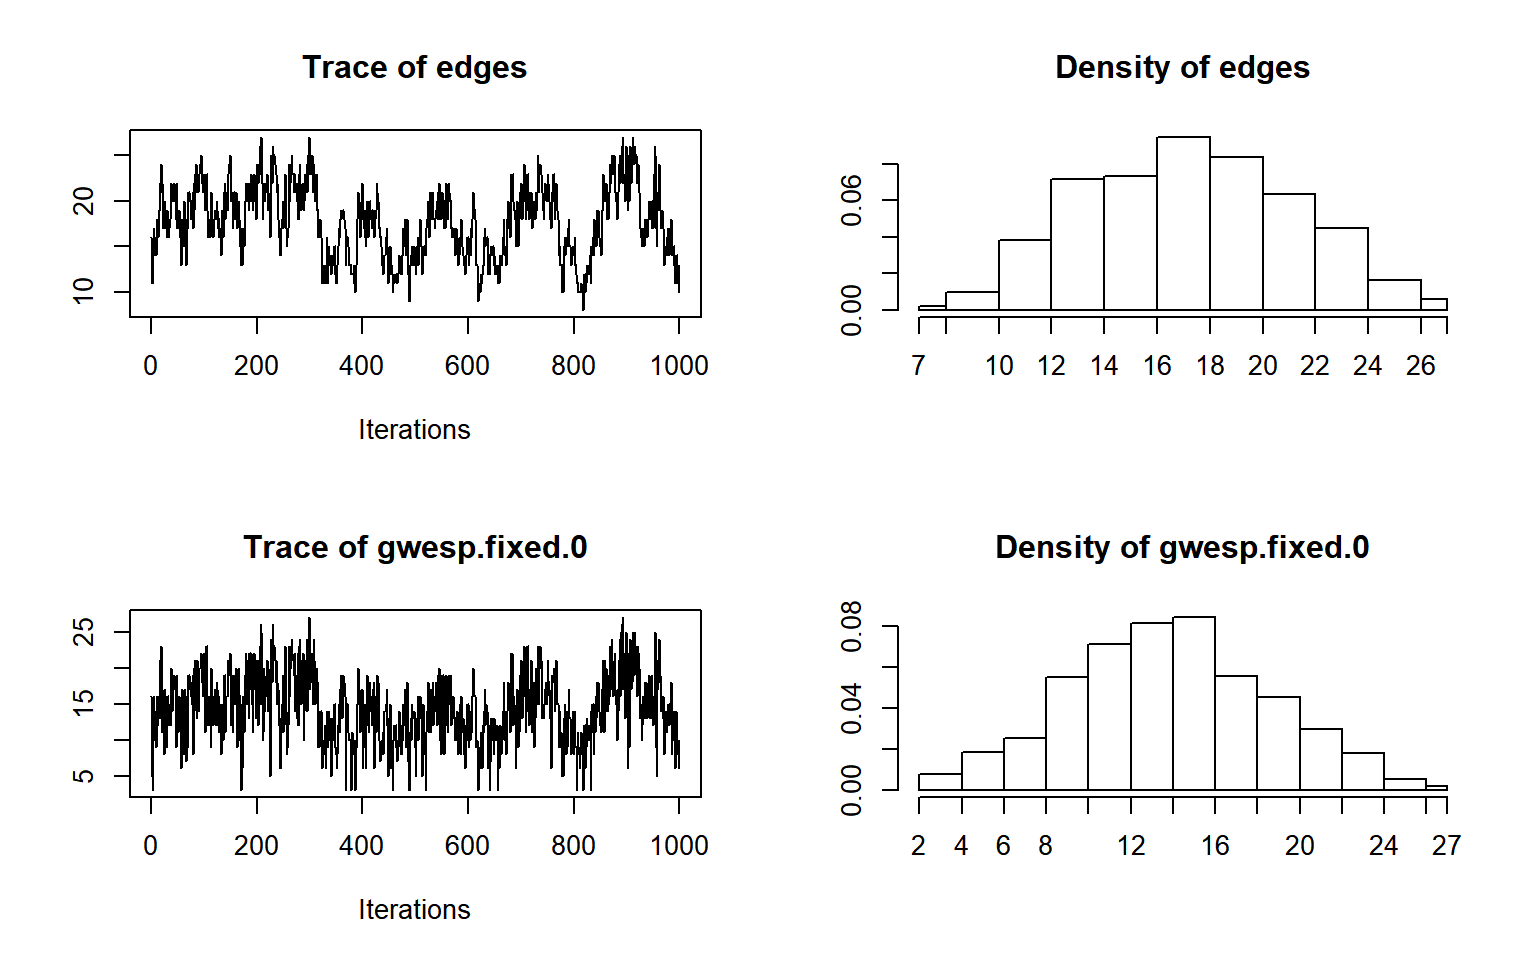 Trace of edges
20
10
0 200 400 600 800 1000
Iterations
Density of edges
0.06
0.00
7 10 12 14 16 18 20 22 24 26
Trace of gwesp.fixed.0
25
15
5
0 200 400 600 800 1000
Iterations
Density of gwesp.fixed.0
0.08
0.04
0.00
2 4 6 8 12 16 20 24 27